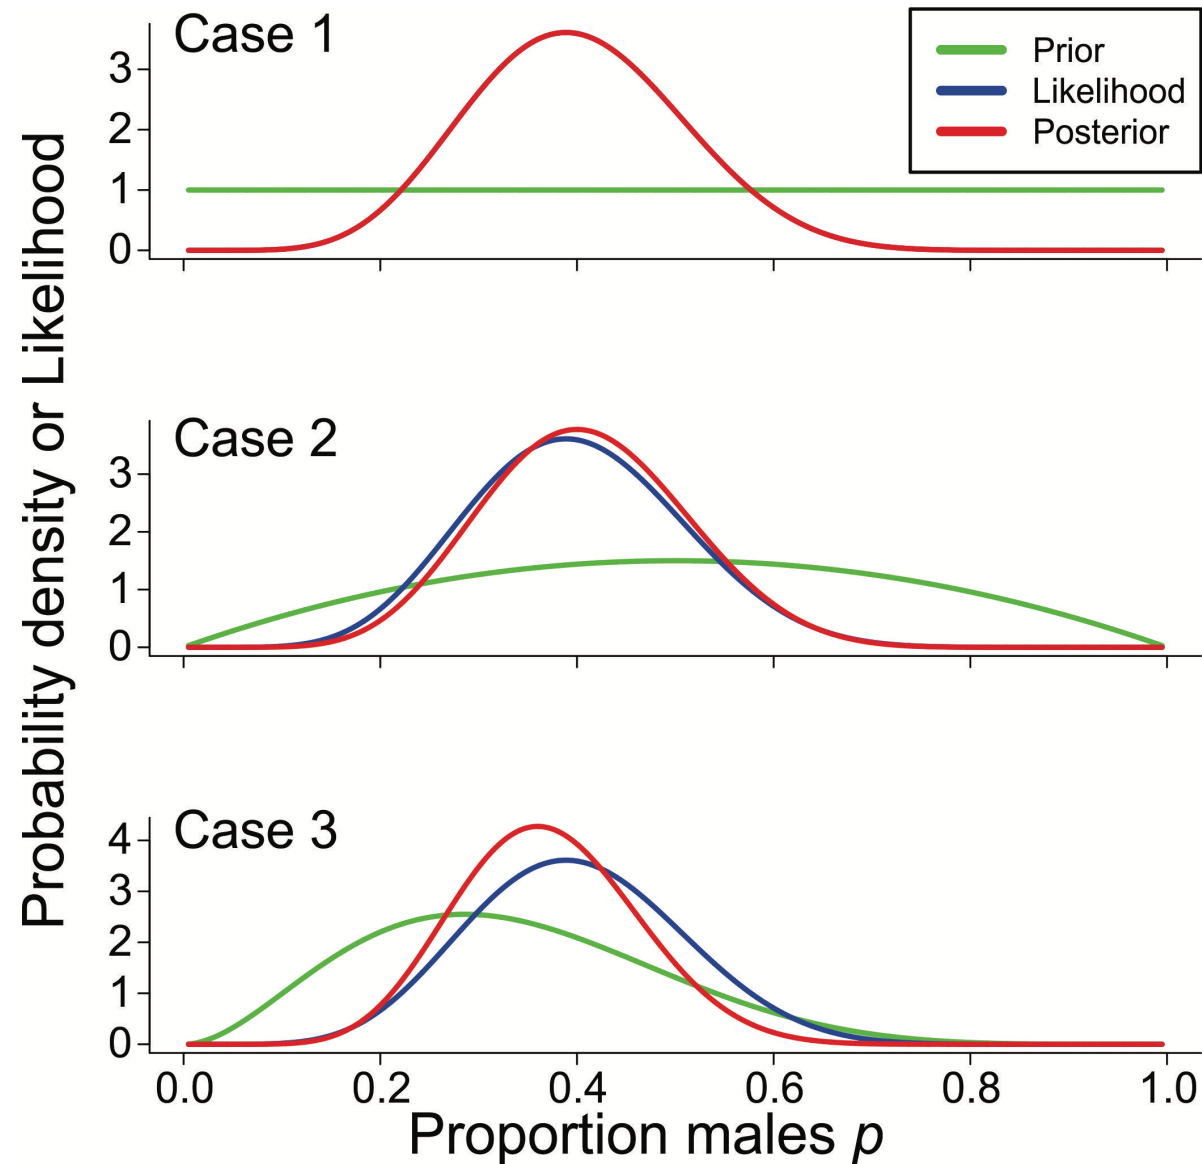 Probability density or Likelihood
Case 1
Prior
Likelihood
Posterior
3
2
1
0
Case 2
3
2
1
0
Case 3
4
3
2
1
0
0.0 0.2 0.4 0.6 0.8 1.0
Proportion males p